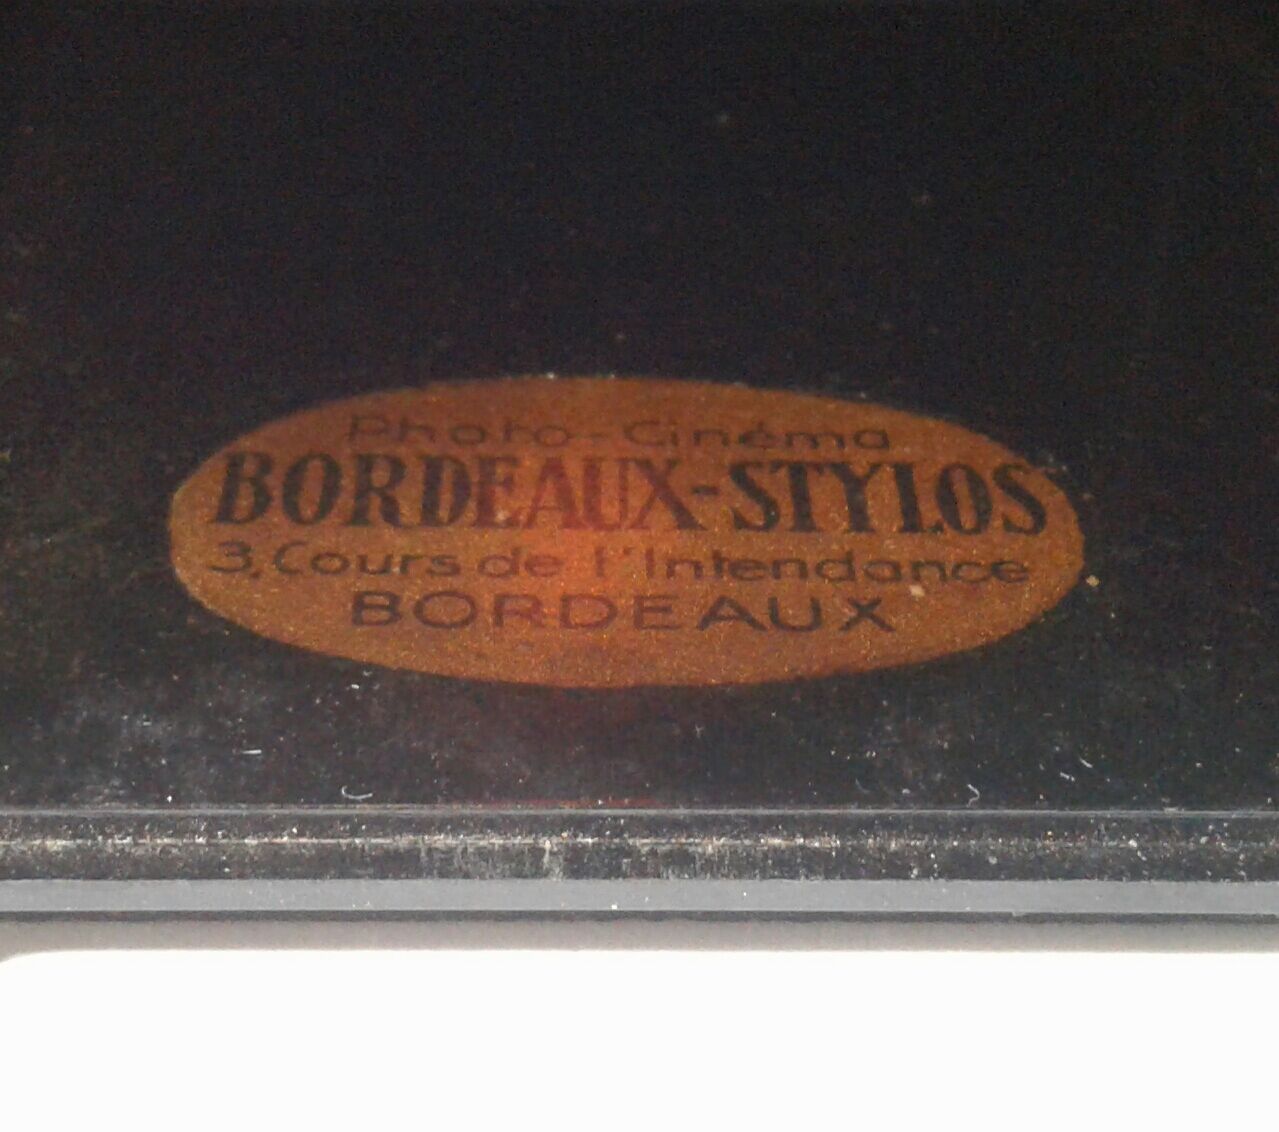 Photo-Cinéma
BORDEAUX-STYLOS
3, Cours de l'Intendance
BORDEAUX